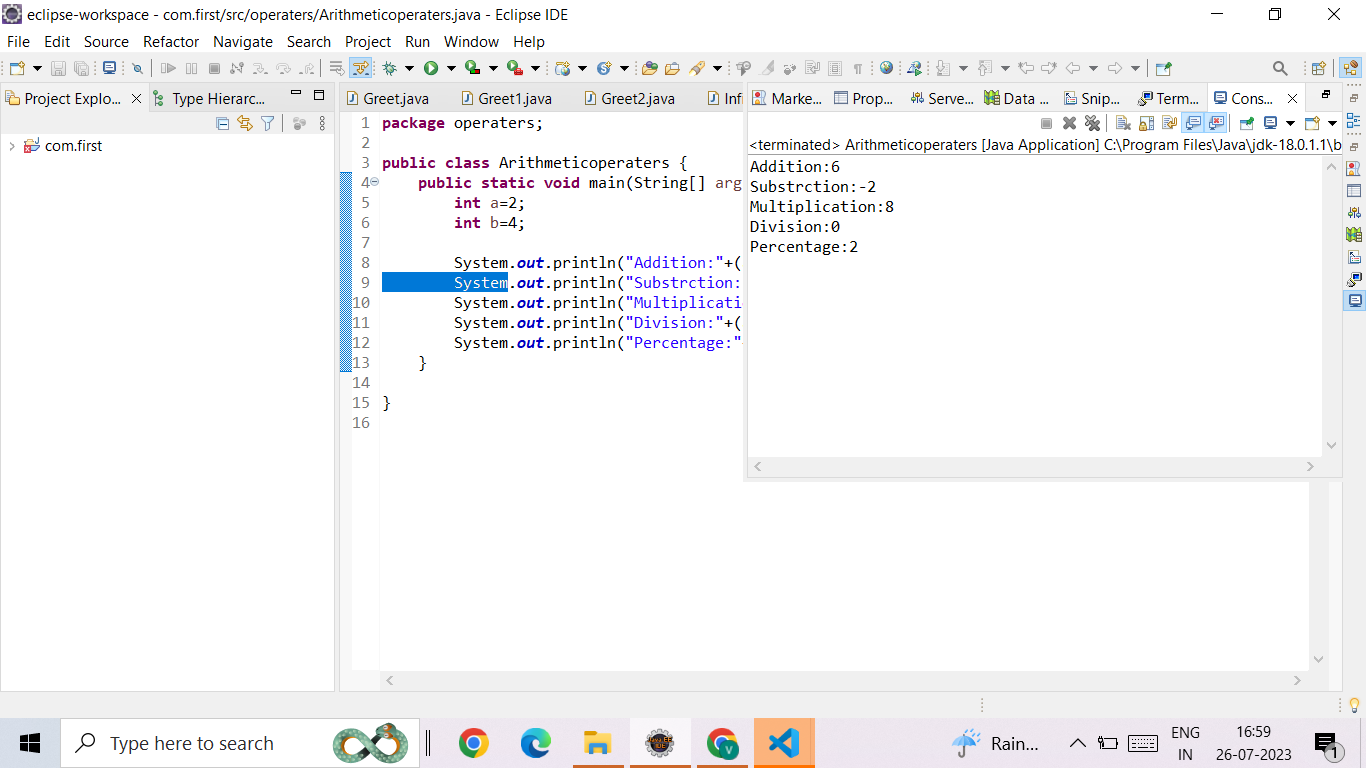 eclipse-workspace - com.first/src/operaters/Arithmeticoperaters.java - Eclipse IDE
File Edit Source Refactor Navigate Search Project Run Window Help
Project Explo... Type Hierarc...
com.first
Greet.java Greet1.java Greet2.java Inf
1 package operaters;
2
3 public class Arithmeticoperaters {
4 public static void main(String[] arg
5 int a=2;
6 int b=4;
7
8 System.out.println("Addition:"+(
9 System.out.println("Substrction:
10 System.out.println("Multiplicati
11 System.out.println("Division:"+(
12 System.out.println("Percentage:"
13 }
14
15 }
16
Marke... Prop... Serve... Data ... Snip... Term... Cons...
<terminated> Arithmeticoperaters [Java Application] C:\Program Files\Java\jdk-18.0.1.1\b
Addition:6
Substrction:-2
Multiplication:8
Division:0
Percentage:2
Type here to search
Rain...
ENG
IN
16:59
26-07-2023
1